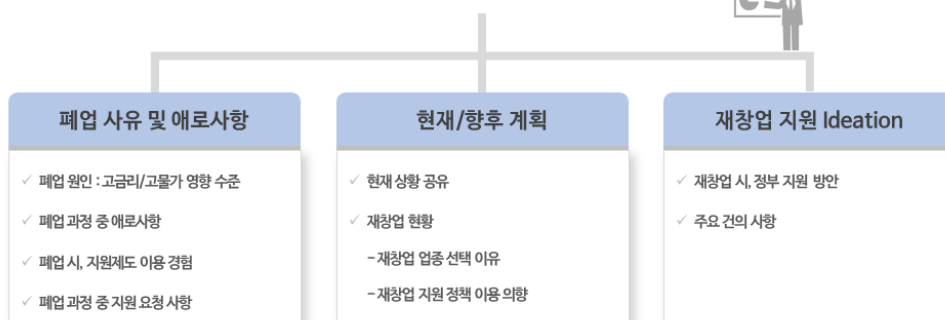 폐업 사유 및 애로사항
폐업 원인 : 고금리/고물가 영향 수준
폐업 과정 중 애로사항
폐업 시, 지원제도 이용 경험
폐업 과정 중 지원 요청 사항
현재/향후 계획
현재 상황 공유
재창업 현황
- 재창업 업종 선택 이유
- 재창업 지원 정책 이용 의향
재창업 지원 Ideation
재창업 시, 정부 지원 방안
주요 건의 사항